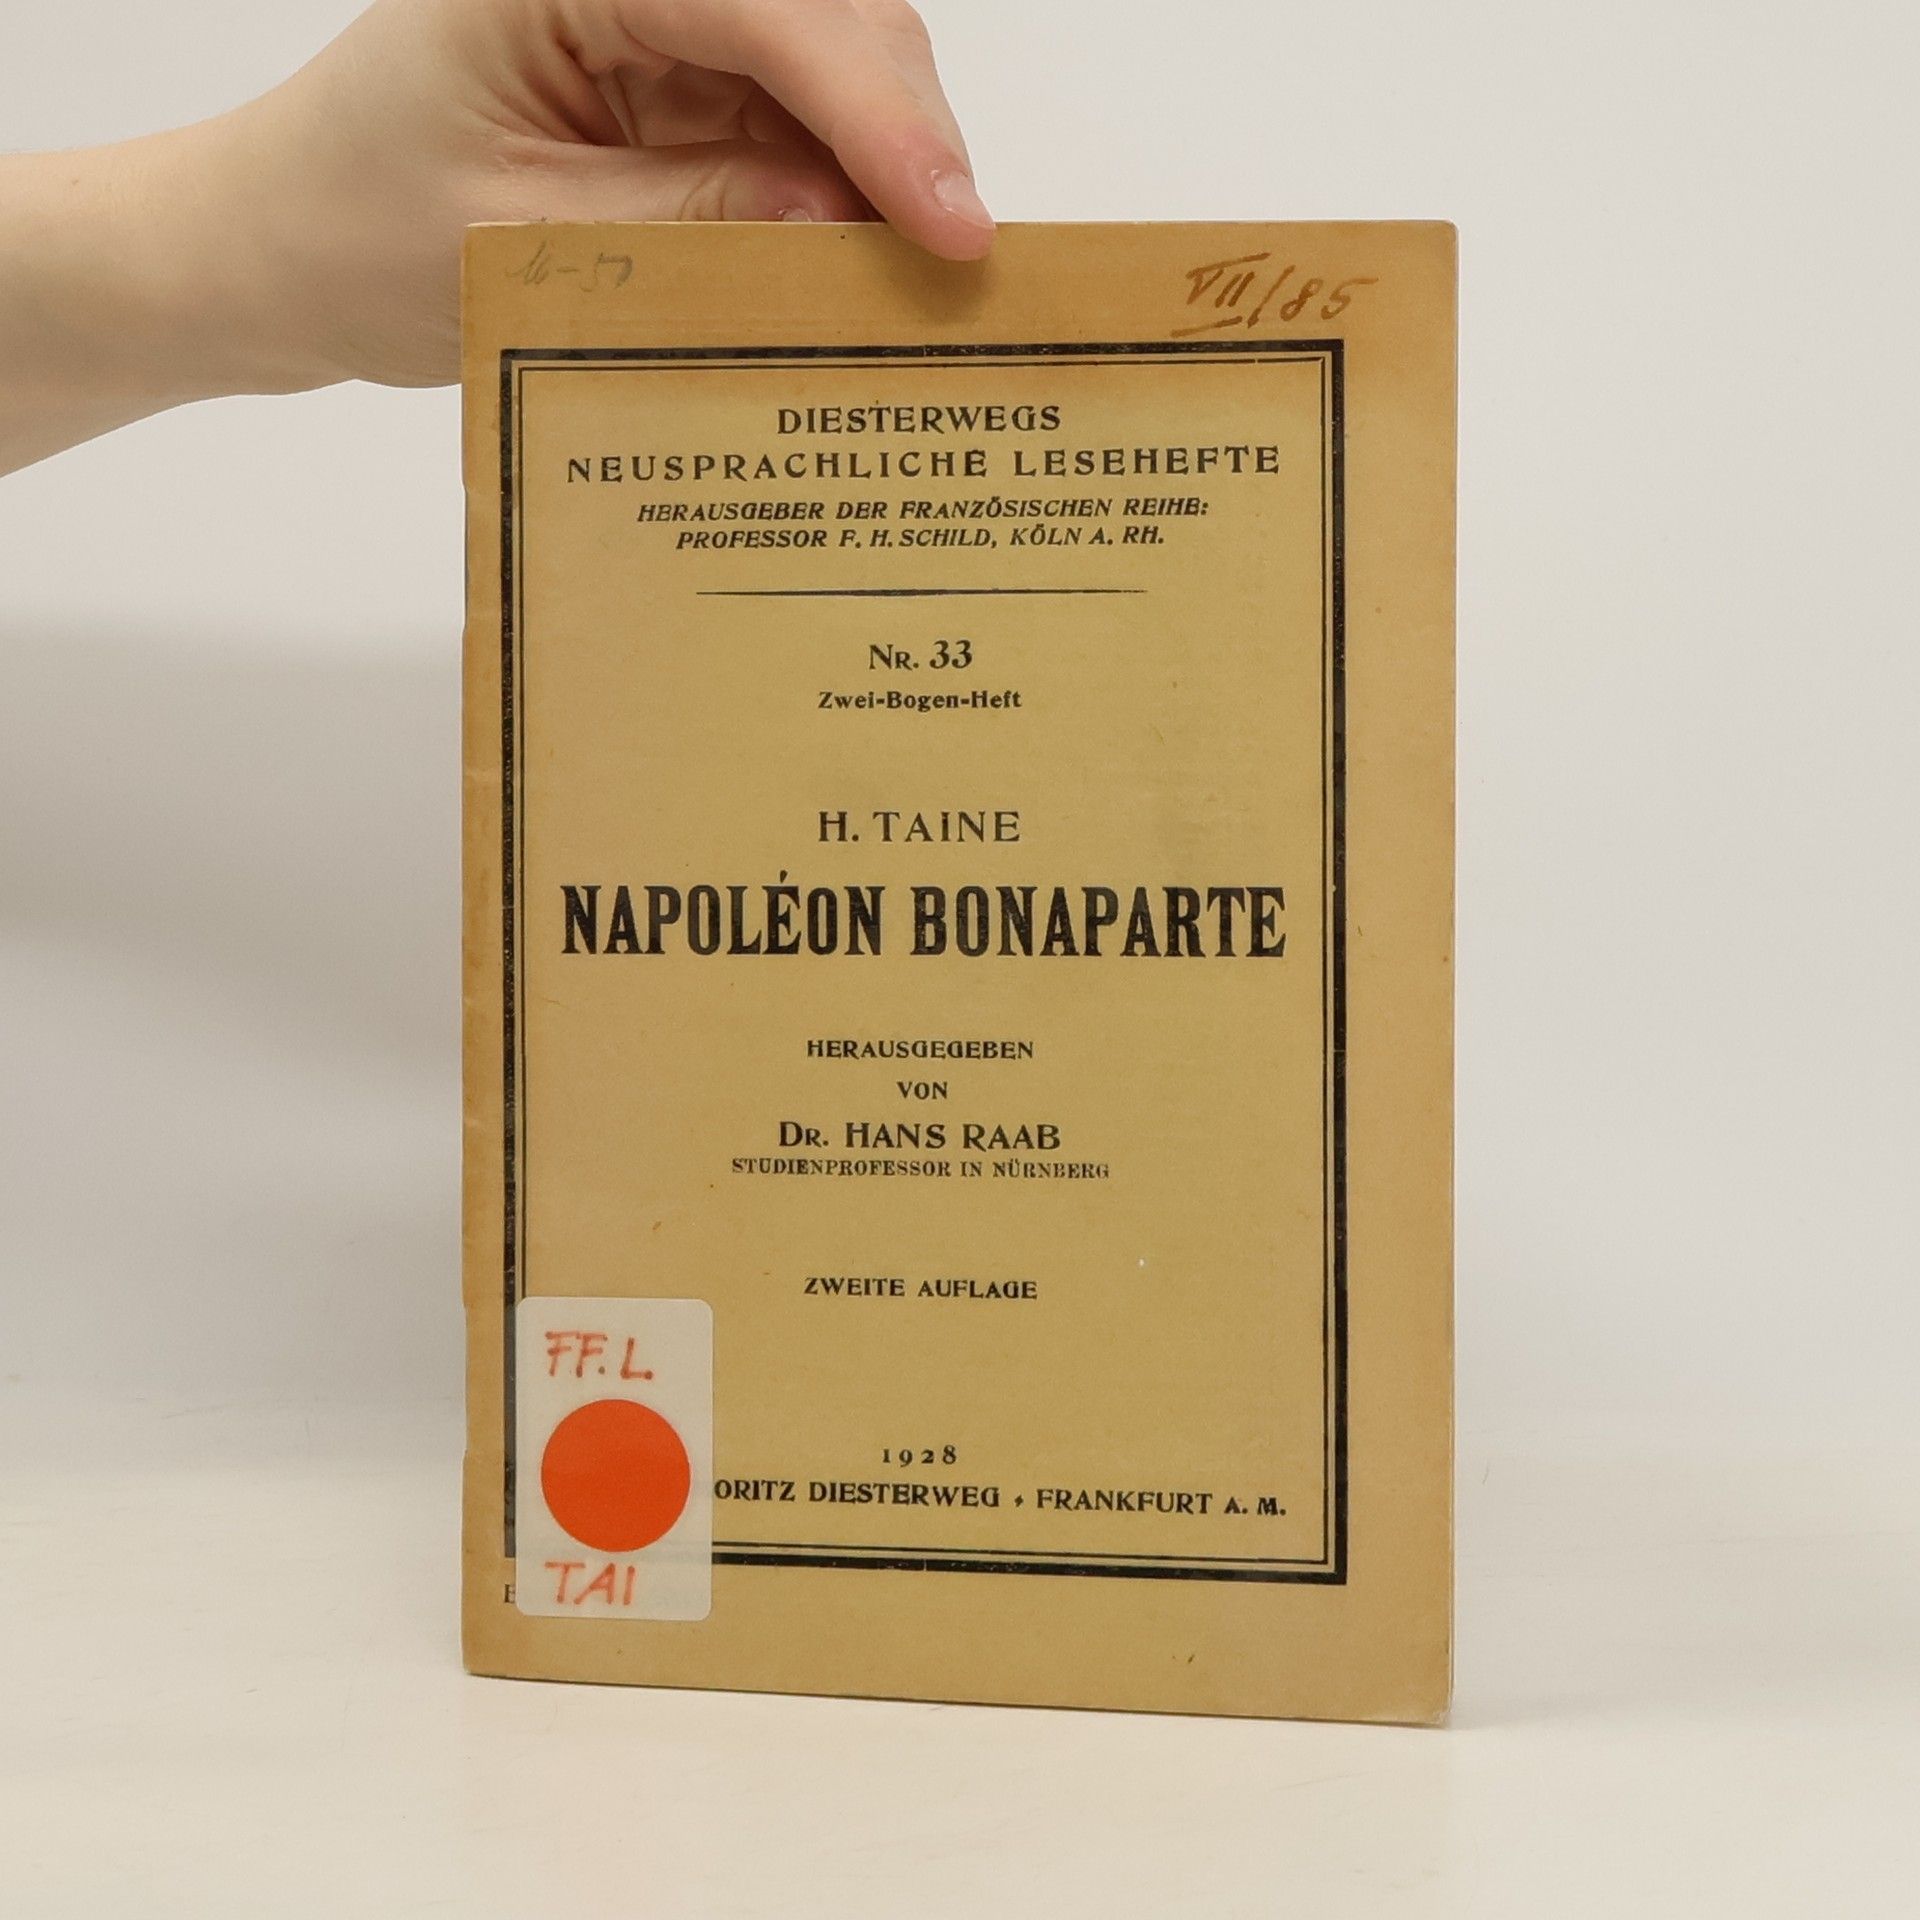 VII/85
DIESTERWEGS
NEUSPRACHLICHE LESEHEFTE
HERAUSGEBER DER FRANZÖSISCHEN REIHE:
PROFESSOR F. H. SCHILD, KÖLN A. RH.
NR. 33
Zwei-Bogen-Heft
H. TAINE
NAPOLÉON BONAPARTE
HERAUSGEGEBEN
VON
DR. HANS RAAB
STUDIENPROFESSOR IN NÜRNBERG
ZWEITE AUFLAGE
FF. L.
1928
ORITZ DIESTERWEG • FRANKFURT A. M.
TAI